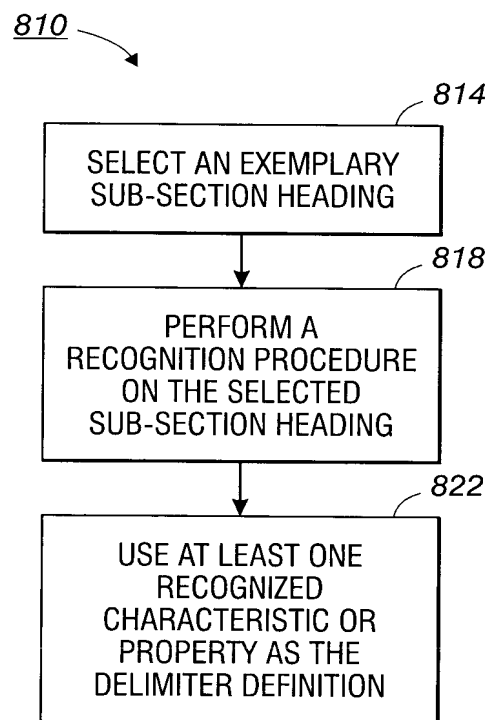 810
814
SELECT AN EXEMPLARY
SUB-SECTION HEADING
818
PERFORM A
RECOGNITION PROCEDURE
ON THE SELECTED
SUB-SECTION HEADING
822
USE AT LEAST ONE
RECOGNIZED
CHARACTERISTIC OR
PROPERTY AS THE
DELIMITER DEFINITION